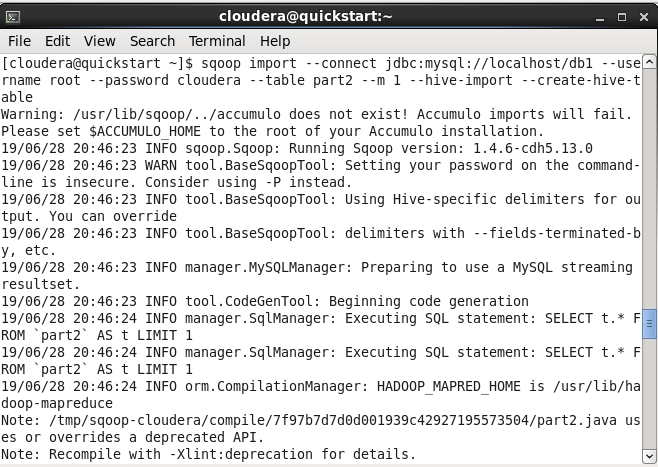 cloudera@quickstart:~
File Edit View Search Terminal Help
[cloudera@quickstart ~]$ sqoop import --connect jdbc:mysql://localhost/db1 --use
rname root --password cloudera --table part2 --m 1 --hive-import --create-hive-t
able
Warning: /usr/lib/sqoop/../accumulo does not exist! Accumulo imports will fail.
Please set $ACCUMULO_HOME to the root of your Accumulo installation.
19/06/28 20:46:23 INFO sqoop.Sqoop: Running Sqoop version: 1.4.6-cdh5.13.0
19/06/28 20:46:23 WARN tool.BaseSqoopTool: Setting your password on the command-
line is insecure. Consider using -P instead.
19/06/28 20:46:23 INFO tool.BaseSqoopTool: Using Hive-specific delimiters for ou
tput. You can override
19/06/28 20:46:23 INFO tool.BaseSqoopTool: delimiters with --fields-terminated-b
y, etc.
19/06/28 20:46:23 INFO manager.MySQLManager: Preparing to use a MySQL streaming
resultset.
19/06/28 20:46:23 INFO tool.CodeGenTool: Beginning code generation
19/06/28 20:46:24 INFO manager.SqlManager: Executing SQL statement: SELECT t.* F
ROM `part2` AS t LIMIT 1
19/06/28 20:46:24 INFO manager.SqlManager: Executing SQL statement: SELECT t.* F
ROM `part2` AS t LIMIT 1
19/06/28 20:46:24 INFO orm.CompilationManager: HADOOP_MAPRED_HOME is /usr/lib/ha
doop-mapreduce
Note: /tmp/sqoop-cloudera/compile/7f97b7d7d0d001939c42927195573504/part2.java us
es or overrides a deprecated API.
Note: Recompile with -Xlint:deprecation for details.